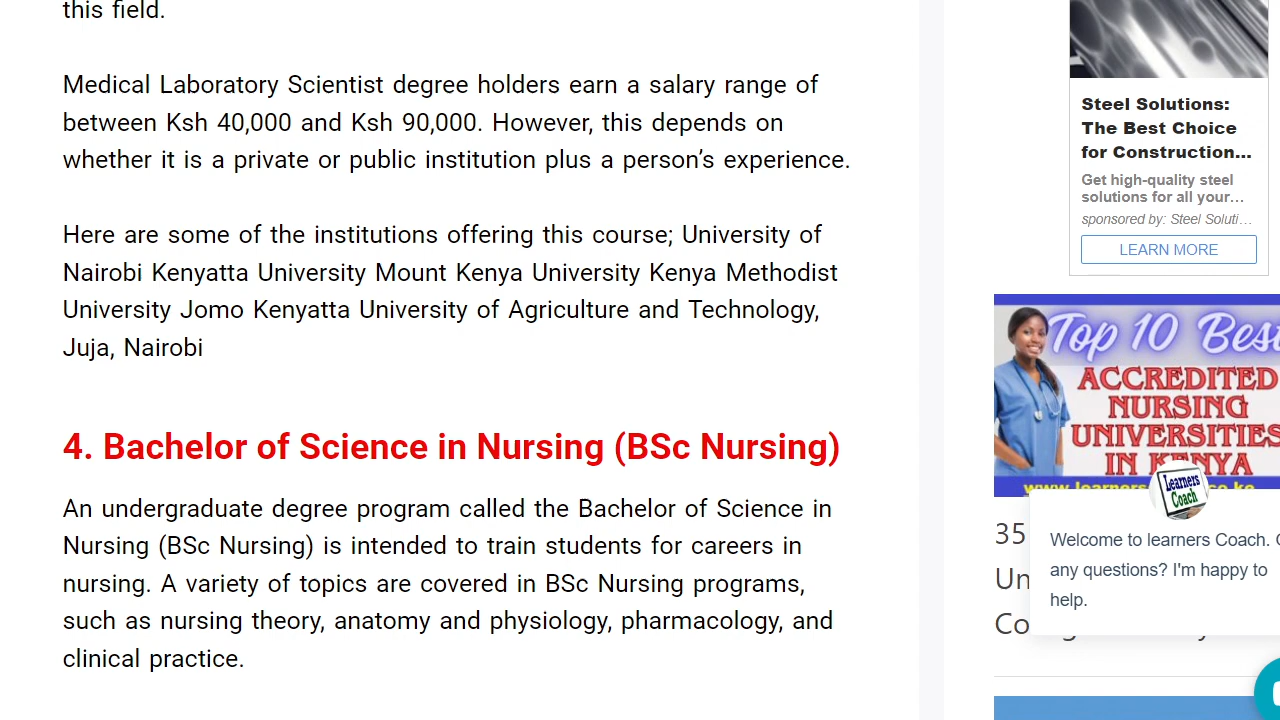 this field.
Medical Laboratory Scientist degree holders earn a salary range of
between Ksh 40,000 and Ksh 90,000. However, this depends on
whether it is a private or public institution plus a person’s experience.
Here are some of the institutions offering this course; University of
Nairobi Kenyatta University Mount Kenya University Kenya Methodist
University Jomo Kenyatta University of Agriculture and Technology,
Juja, Nairobi
4. Bachelor of Science in Nursing (BSc Nursing)
An undergraduate degree program called the Bachelor of Science in
Nursing (BSc Nursing) is intended to train students for careers in
nursing. A variety of topics are covered in BSc Nursing programs,
such as nursing theory, anatomy and physiology, pharmacology, and
clinical practice.
Steel Solutions:
The Best Choice
for Construction...
Get high-quality steel
solutions for all your...
sponsored by: Steel Soluti...
LEARN MORE
Top 10 Best
ACCREDITED
NURSING
UNIVERSITIES
IN KENYA
Learners
Coach
35
Welcome to learners Coach.
any questions? I'm happy to
help.